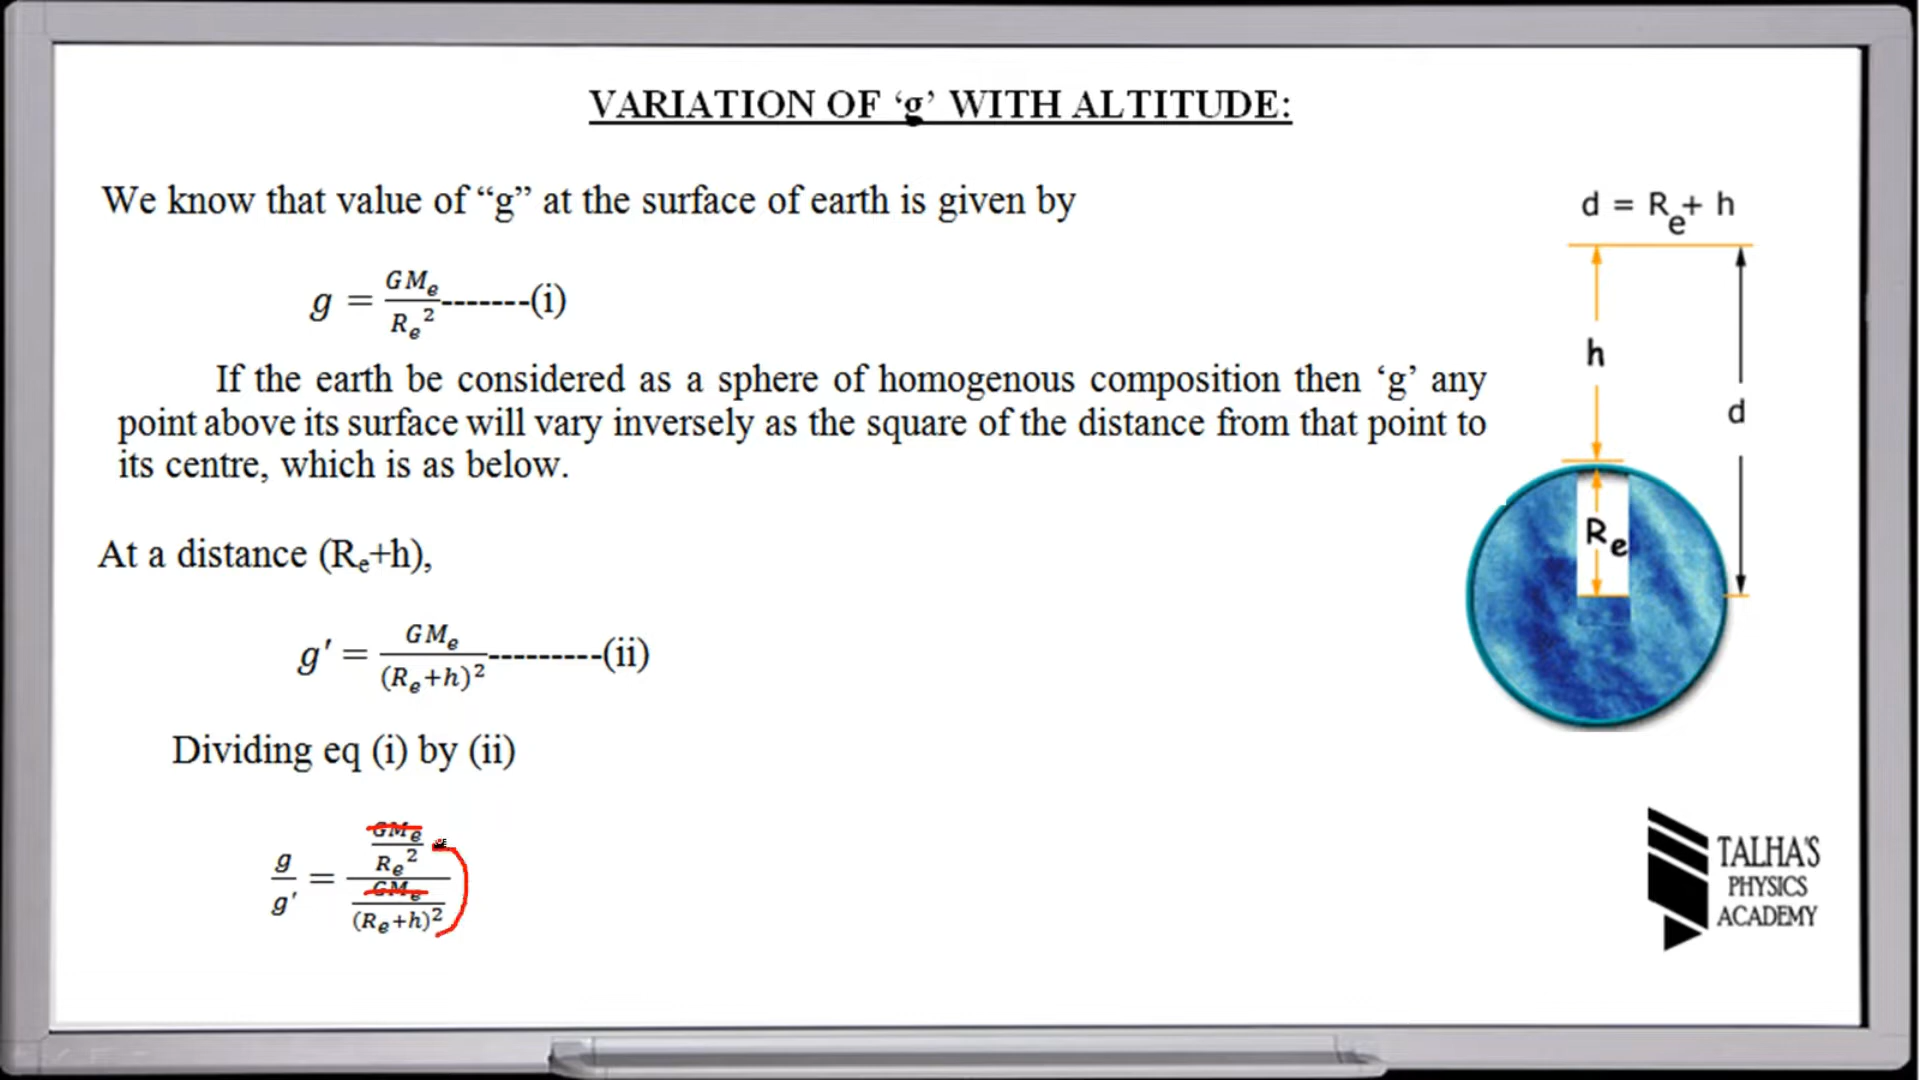 VARIATION OF ‘g’ WITH ALTITUDE:
We know that value of “g” at the surface of earth is given by
g = GMₑ/Rₑ² -------(i)
If the earth be considered as a sphere of homogenous composition then ‘g’ any
point above its surface will vary inversely as the square of the distance from that point to
its centre, which is as below.
At a distance (Rₑ+h),
g′ = GMₑ/(Rₑ+h)² ---------(ii)
Dividing eq (i) by (ii)
g/g′ = (GMₑ/Rₑ²)/(GMₑ/(Rₑ+h)²)
d = Rₑ+ h
h
d
Rₑ
TALHA'S
PHYSICS
ACADEMY